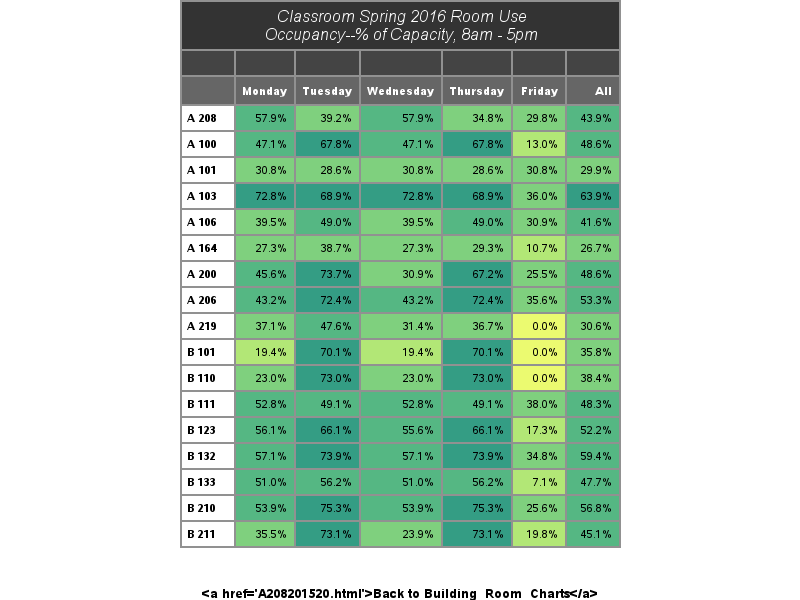 Classroom Spring 2016 Room Use
Occupancy--% of Capacity, 8am - 5pm
Monday Tuesday Wednesday Thursday Friday All
A 208 57.9% 39.2% 57.9% 34.8% 29.8% 43.9%
A 100 47.1% 67.8% 47.1% 67.8% 13.0% 48.6%
A 101 30.8% 28.6% 30.8% 28.6% 30.8% 29.9%
A 103 72.8% 68.9% 72.8% 68.9% 36.0% 63.9%
A 106 39.5% 49.0% 39.5% 49.0% 30.9% 41.6%
A 164 27.3% 38.7% 27.3% 29.3% 10.7% 26.7%
A 200 45.6% 73.7% 30.9% 67.2% 25.5% 48.6%
A 206 43.2% 72.4% 43.2% 72.4% 35.6% 53.3%
A 219 37.1% 47.6% 31.4% 36.7% 0.0% 30.6%
B 101 19.4% 70.1% 19.4% 70.1% 0.0% 35.8%
B 110 23.0% 73.0% 23.0% 73.0% 0.0% 38.4%
B 111 52.8% 49.1% 52.8% 49.1% 38.0% 48.3%
B 123 56.1% 66.1% 55.6% 66.1% 17.3% 52.2%
B 132 57.1% 73.9% 57.1% 73.9% 34.8% 59.4%
B 133 51.0% 56.2% 51.0% 56.2% 7.1% 47.7%
B 210 53.9% 75.3% 53.9% 75.3% 25.6% 56.8%
B 211 35.5% 73.1% 23.9% 73.1% 19.8% 45.1%
<a href='A208201520.html'>Back to Building_Room_Charts</a>